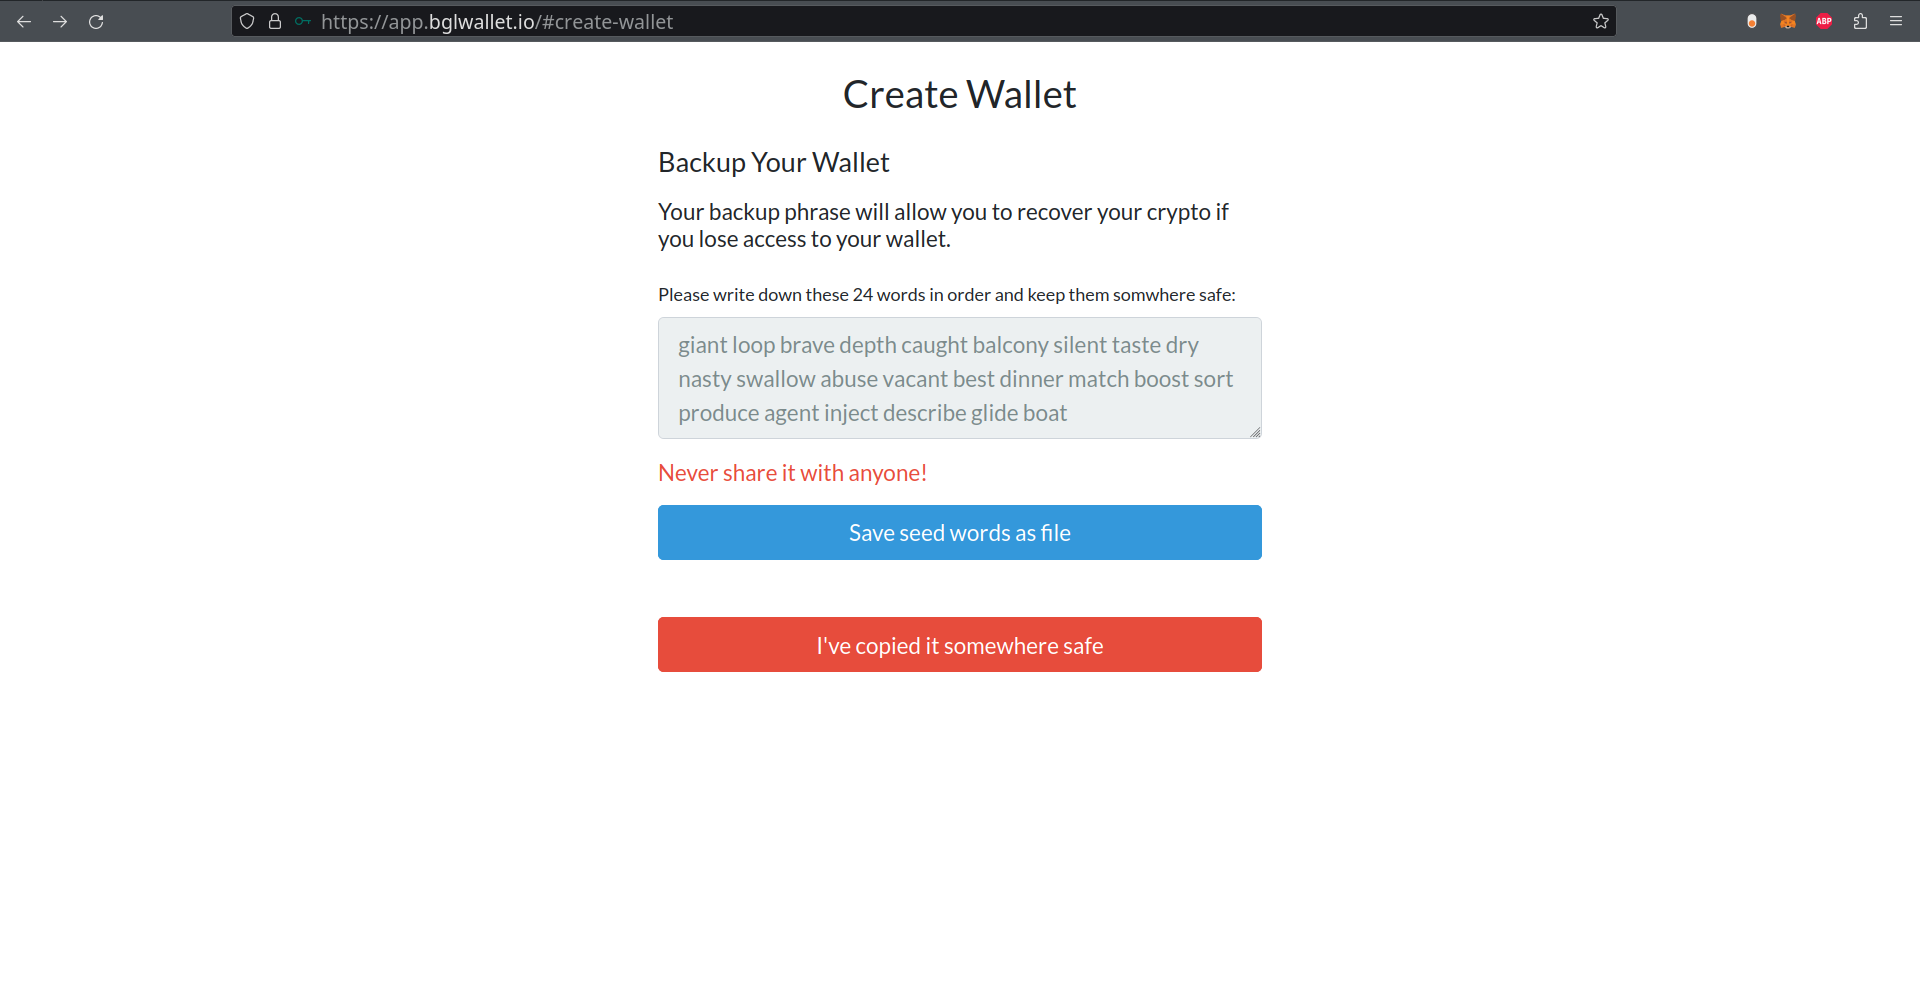 https://app.bglwallet.io/#create-wallet
ABP
Create Wallet
Backup Your Wallet
Your backup phrase will allow you to recover your crypto if
you lose access to your wallet.
Please write down these 24 words in order and keep them somwhere safe:
giant loop brave depth caught balcony silent taste dry
nasty swallow abuse vacant best dinner match boost sort
produce agent inject describe glide boat
Never share it with anyone!
Save seed words as file
I've copied it somewhere safe